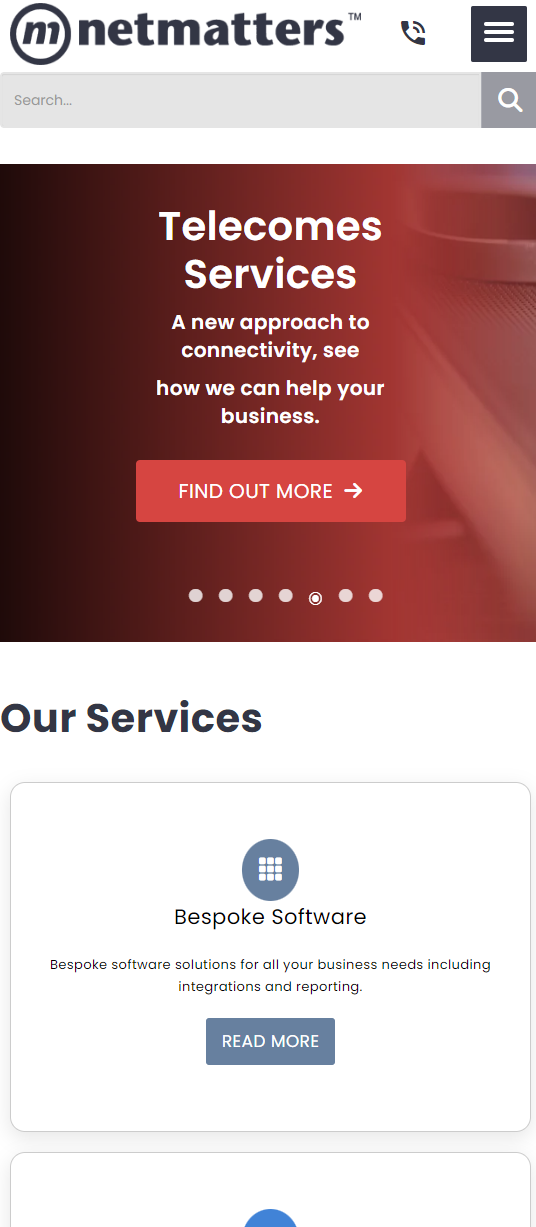 m netmatters™
Search...
Telecomes
Services
A new approach to
connectivity, see
how we can help your
business.
FIND OUT MORE
Our Services
Bespoke Software
Bespoke software solutions for all your business needs including
integrations and reporting.
READ MORE